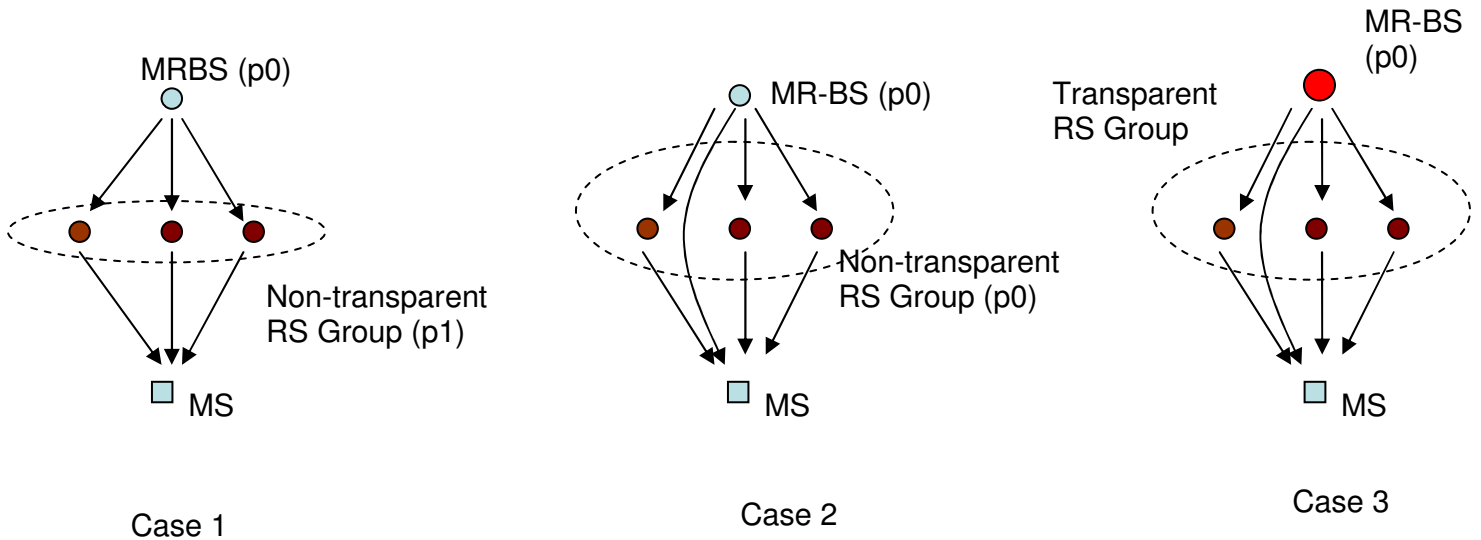 MRBS (p0)
Non-transparent
RS Group (p1)
MS
Case 1
MR-BS (p0)
Non-transparent
RS Group (p0)
MS
Case 2
MR-BS
(p0)
Transparent
RS Group
MS
Case 3